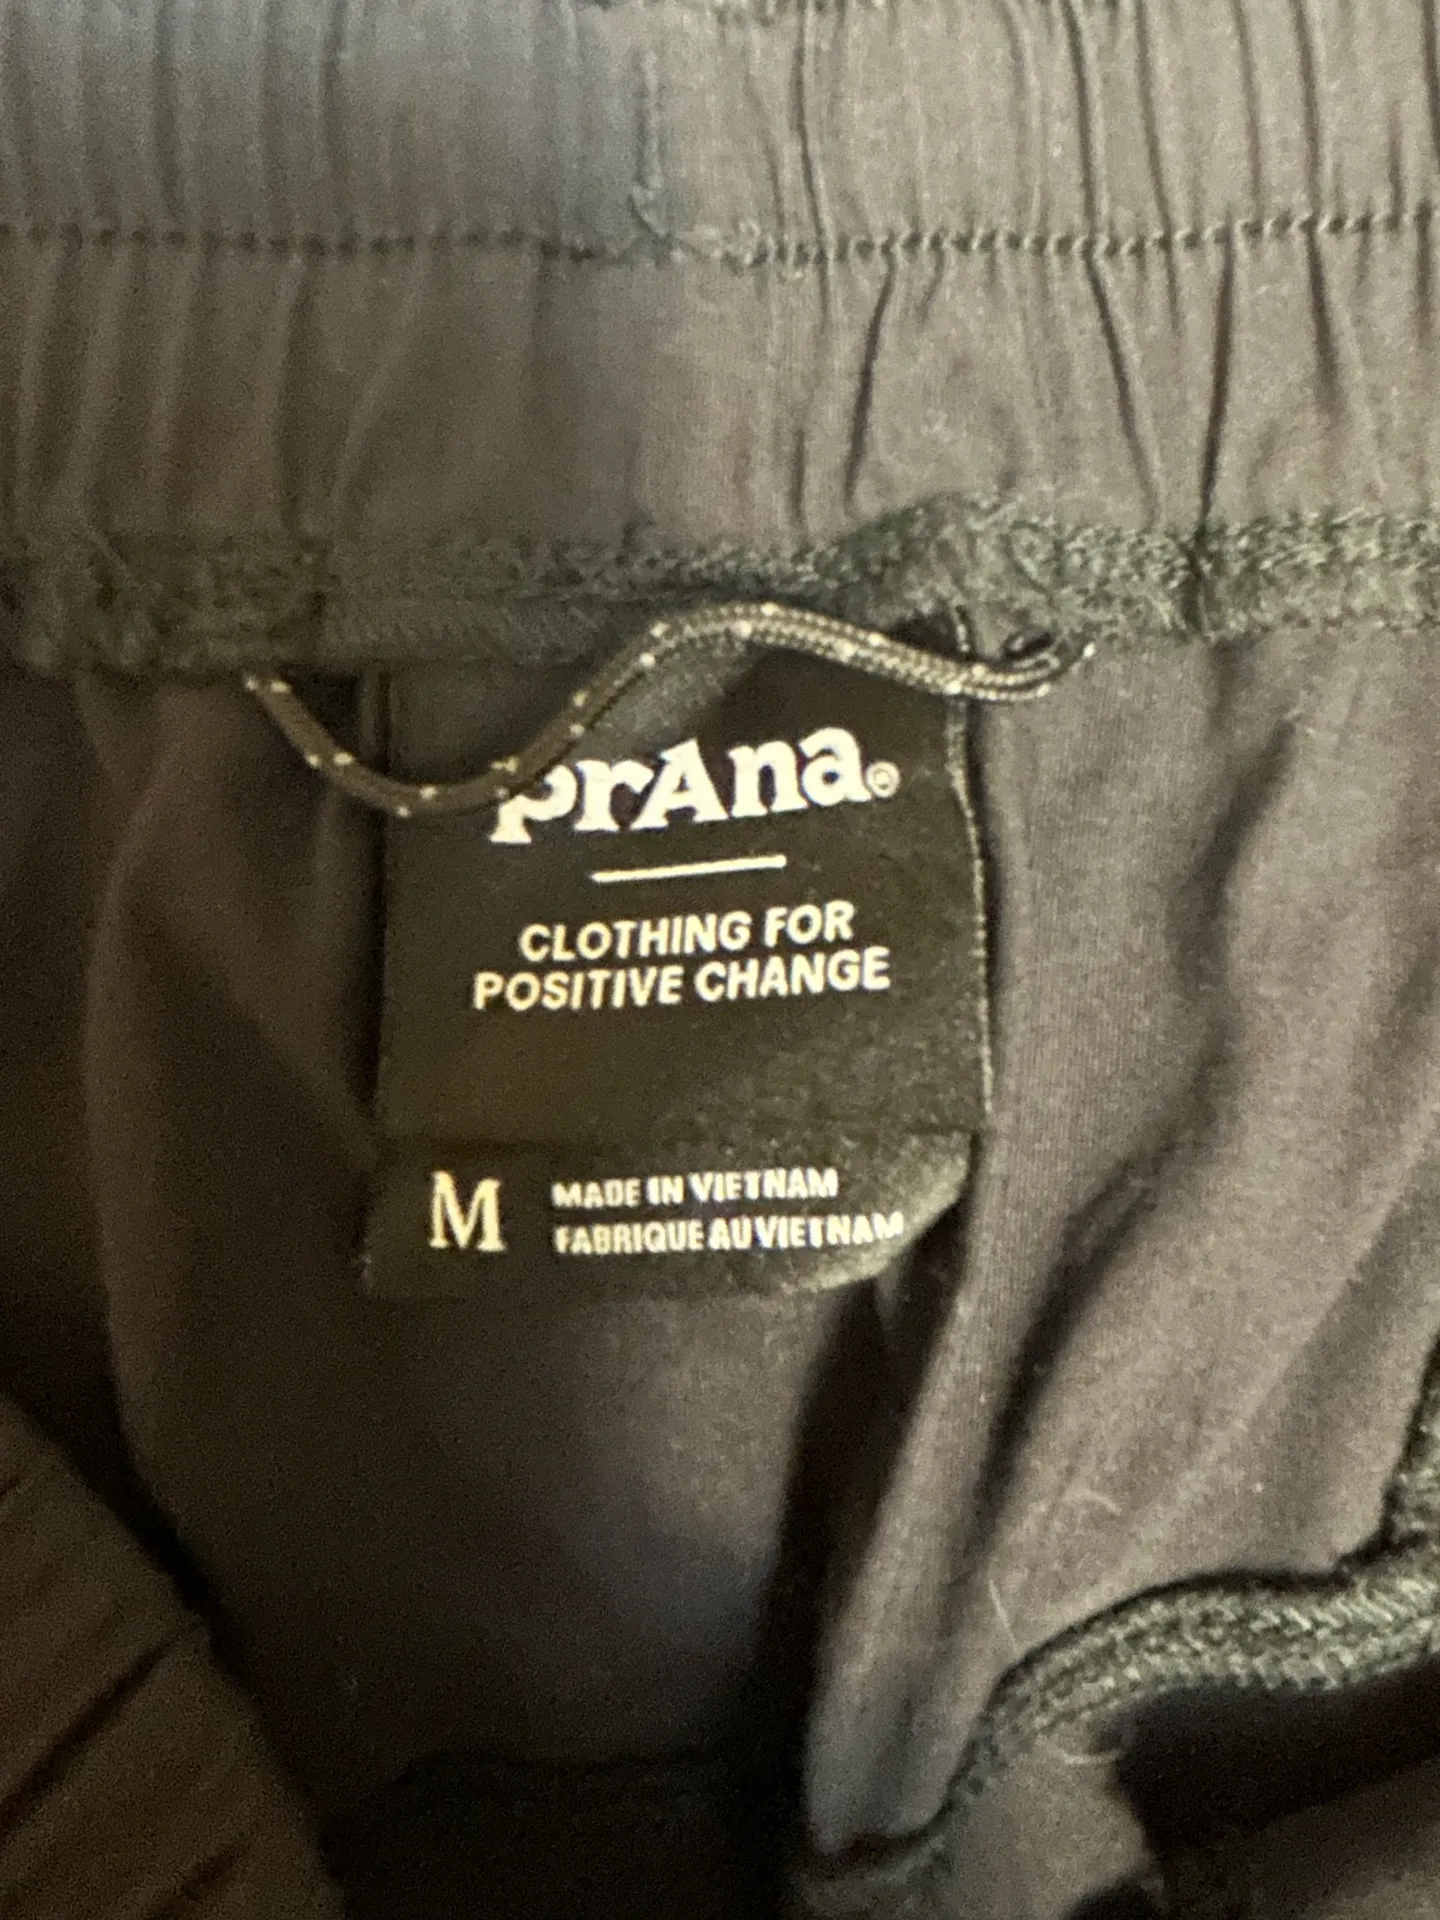 prAna®
CLOTHING FOR
POSITIVE CHANGE
M
MADE IN VIETNAM
FABRIQUE AU VIETNAM